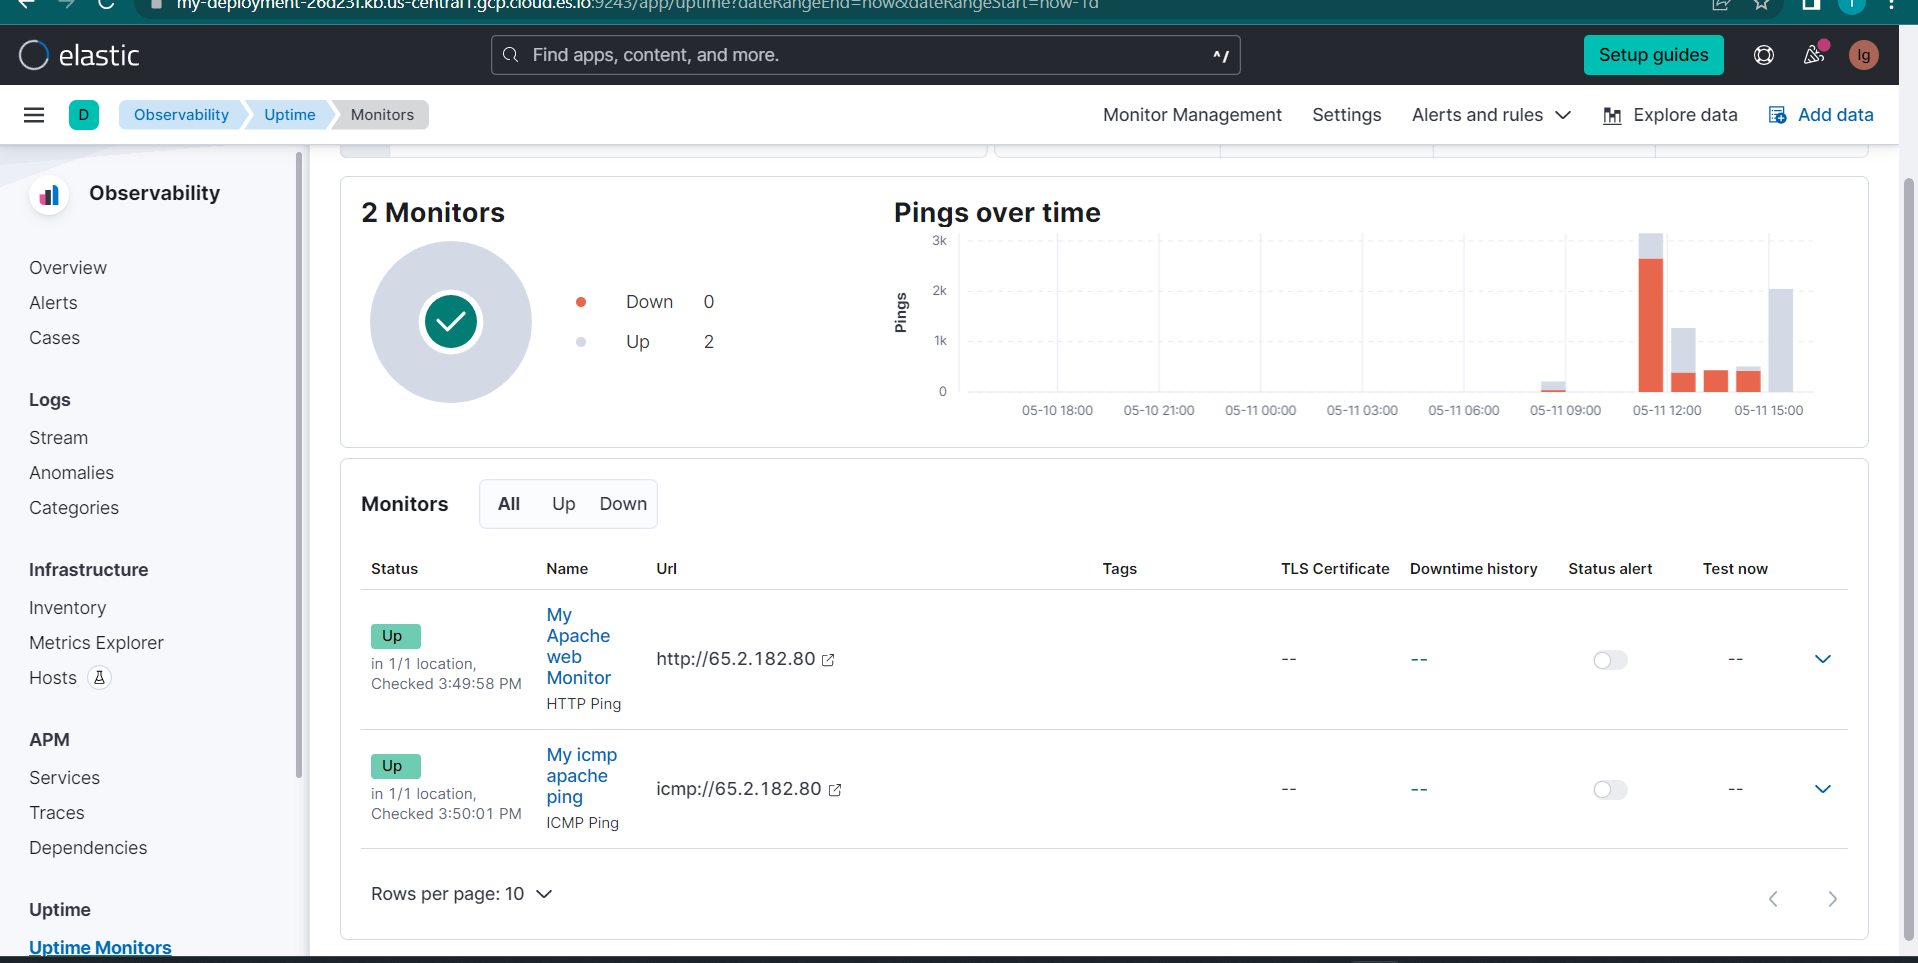 my-deployment-26d23f.kb.us-central1.gcp.cloud.es.io:9243/app/uptime?dateRangeEnd=now&dateRangeStart=now-1d
elastic
Find apps, content, and more.
^/
Setup guides
Ig
D
Observability
Uptime
Monitors
Monitor Management
Settings
Alerts and rules
Explore data
Add data
Observability
Overview
Alerts
Cases
Logs
Stream
Anomalies
Categories
Infrastructure
Inventory
Metrics Explorer
Hosts
APM
Services
Traces
Dependencies
Uptime
Uptime Monitors
2 Monitors
Down 0
Up 2
Pings over time
Pings
3k
2k
1k
0
05-10 18:00
05-10 21:00
05-11 00:00
05-11 03:00
05-11 06:00
05-11 09:00
05-11 12:00
05-11 15:00
Monitors
All
Up
Down
Status
Name
Url
Tags
TLS Certificate
Downtime history
Status alert
Test now
Up
in 1/1 location,
Checked 3:49:58 PM
My
Apache
web
Monitor
HTTP Ping
http://65.2.182.80
--
--
--
Up
in 1/1 location,
Checked 3:50:01 PM
My icmp
apache
ping
ICMP Ping
icmp://65.2.182.80
--
--
--
Rows per page: 10